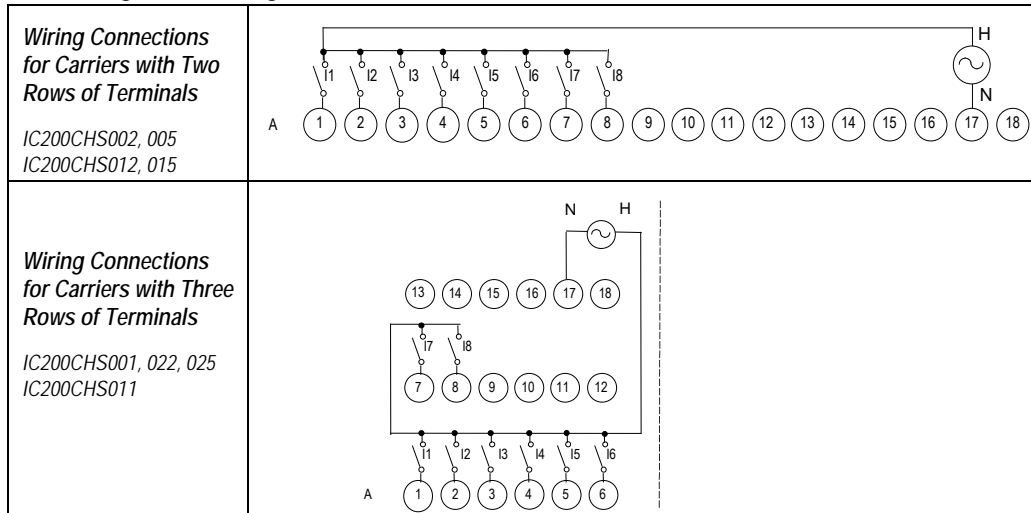 Wiring Connections
for Carriers with Two
Rows of Terminals
IC200CHS002, 005
IC200CHS012, 015
H
I1 I2 I3 I4 I5 I6 I7 I8
N
A 1 2 3 4 5 6 7 8 9 10 11 12 13 14 15 16 17 18
Wiring Connections
for Carriers with Three
Rows of Terminals
IC200CHS001, 022, 025
IC200CHS011
N H
13 14 15 16 17 18
I7 I8
7 8 9 10 11 12
I1 I2 I3 I4 I5 I6
A 1 2 3 4 5 6